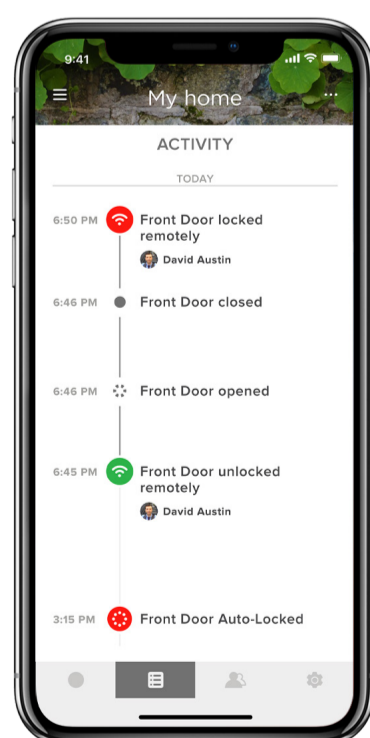 9:41
My home
ACTIVITY
TODAY
6:50 PM Front Door locked
remotely
David Austin
6:46 PM Front Door closed
6:46 PM Front Door opened
6:45 PM Front Door unlocked
remotely
David Austin
3:15 PM Front Door Auto-Locked